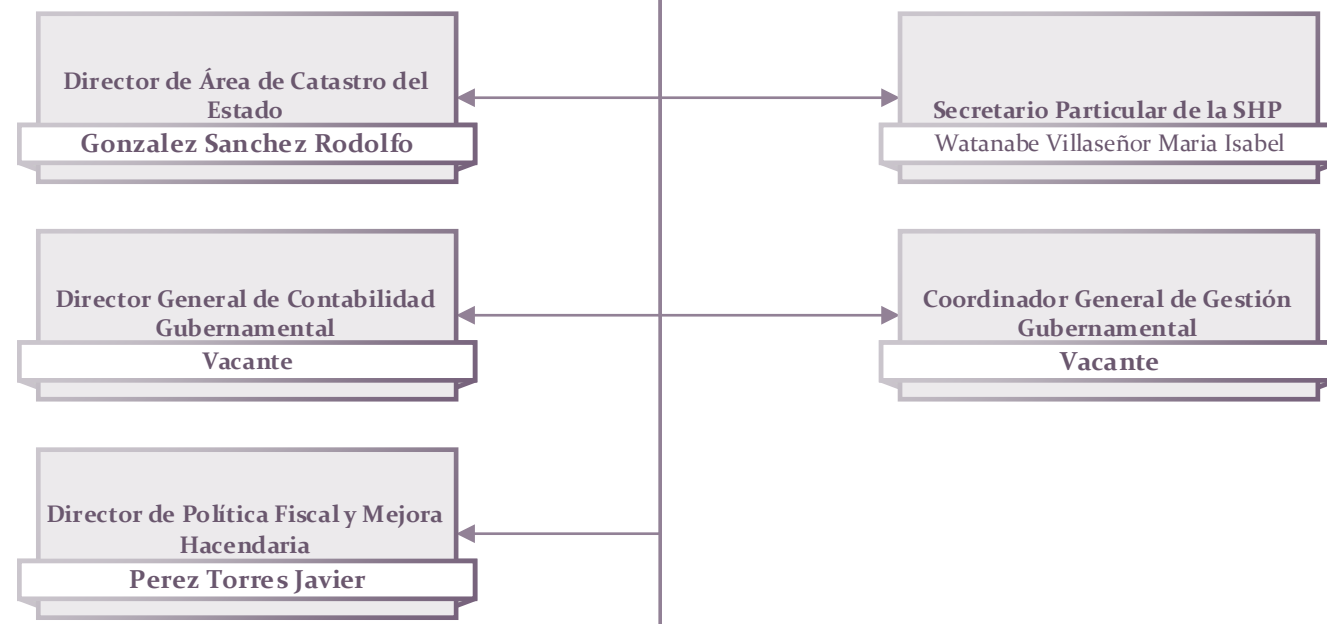 Director de Área de Catastro del
Estado
Gonzalez Sanchez Rodolfo
Secretario Particular de la SHP
Watanabe Villaseñor Maria Isabel
Director General de Contabilidad
Gubernamental
Vacante
Coordinador General de Gestión
Gubernamental
Vacante
Director de Política Fiscal y Mejora
Hacendaria
Perez Torres Javier